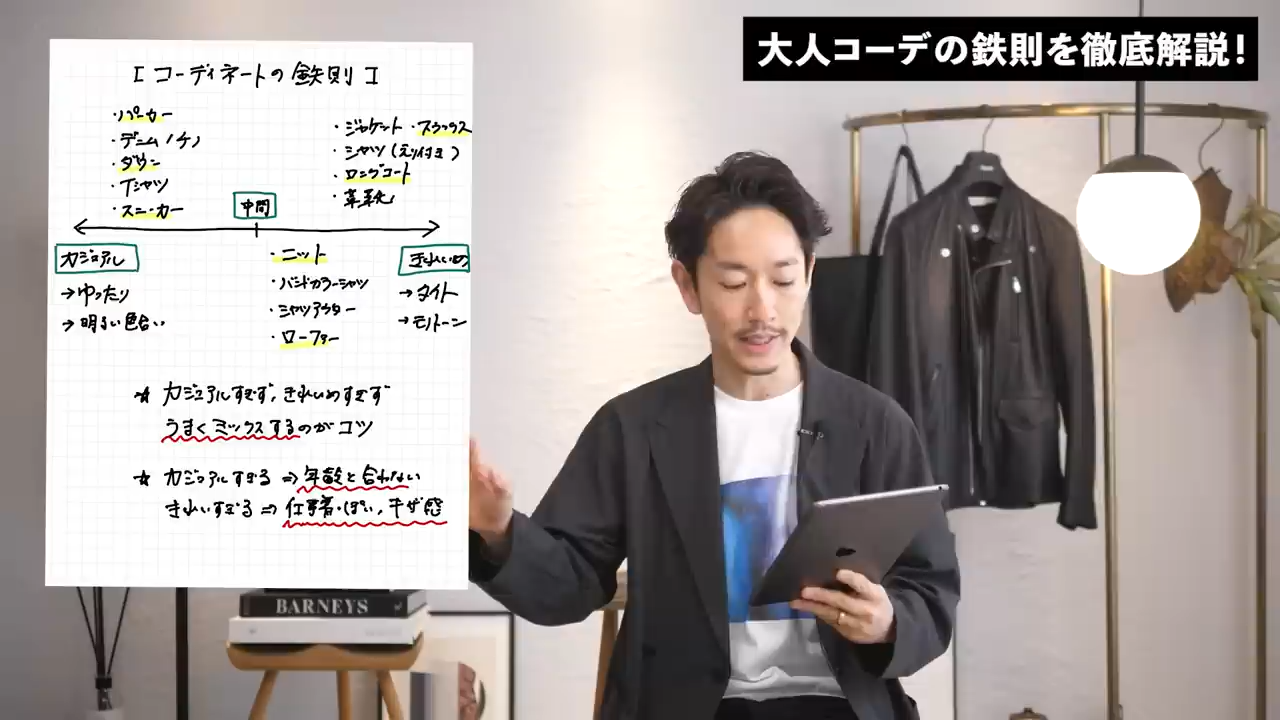 大人コーデの鉄則を徹底解説!
[コーディネートの鉄則]
・パーカー
・デニム/チノ
・ダウン
・Tシャツ
・スニーカー
・ジャケット・スラックス
・シャツ(えり付き)
・ロングコート
・革靴
中間
カジュアル
→ゆったり
→明るい色合い
・ニット
・バンドカラーシャツ
・シャツアウター
・ローファー
きれいめ
→タイト
→モノトーン
☆ カジュアルすぎず、きれいめすぎず
うまくミックスするのがコツ
☆ カジュアルすぎる ⇒ 年齢と合わない
きれいすぎる ⇒ 仕事着っぽい、キザ感
BARNEYS